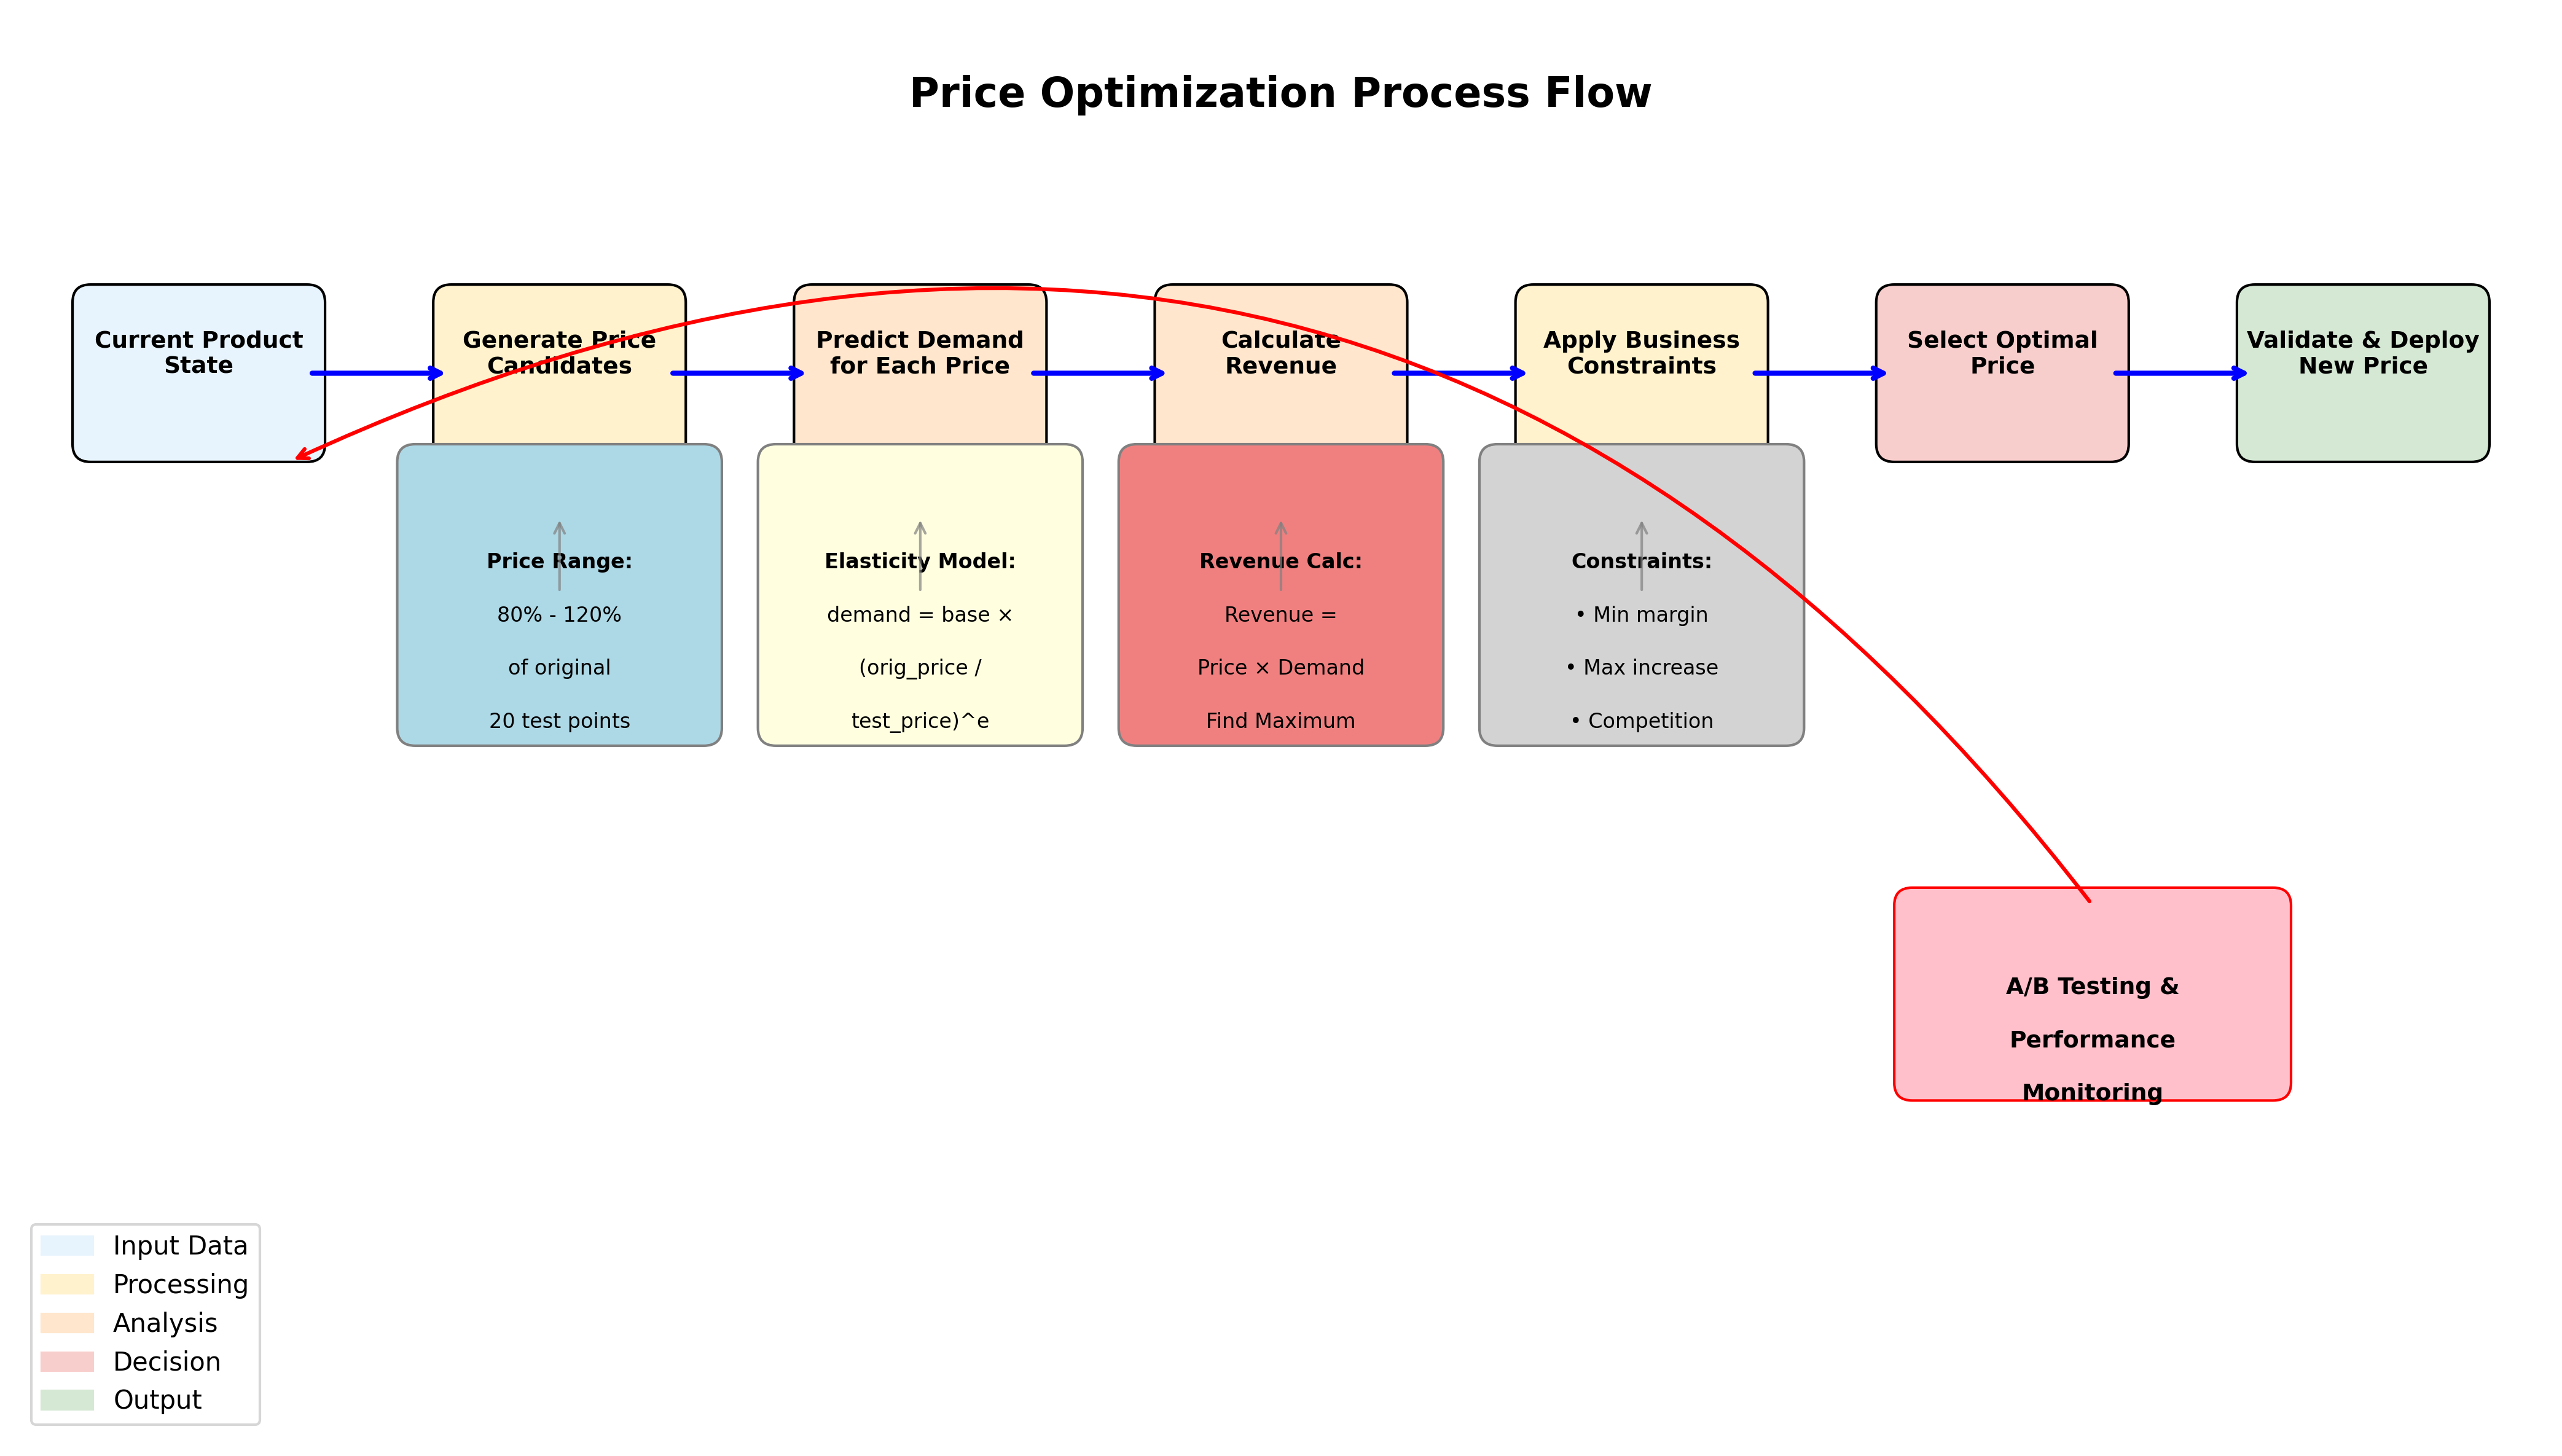 Price Optimization Process Flow
Current Product
State
Generate Price
Candidates
Predict Demand
for Each Price
Calculate
Revenue
Apply Business
Constraints
Select Optimal
Price
Validate & Deploy
New Price
Price Range:
80% - 120%
of original
20 test points
Elasticity Model:
demand = base ×
(orig_price /
test_price)^e
Revenue Calc:
Revenue =
Price × Demand
Find Maximum
Constraints:
• Min margin
• Max increase
• Competition
A/B Testing &
Performance
Monitoring
Input Data
Processing
Analysis
Decision
Output